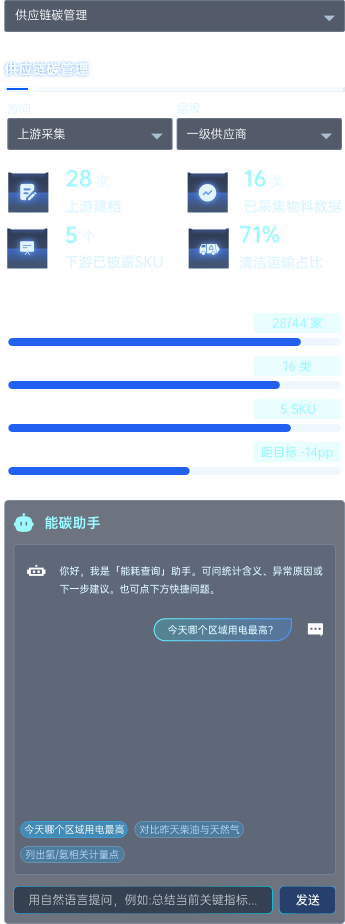 供应链碳管理
供应链碳管理
方向
层级
上游采集
一级供应商
28 家
上游建档
16 类
已采集物料数据
5 个
下游已披露SKU
71%
清洁运输占比
28/44 家
16 类
5 SKU
距目标 -14pp
能碳助手
你好，我是「能耗查询」助手。可问统计含义、异常原因或
下一步建议。也可点下方快捷问题。
今天哪个区域用电最高？
今天哪个区域用电最高
对比昨天柴油与天然气
列出氢/氨相关计量点
用自然语言提问，例如:总结当前关键指标...
发送